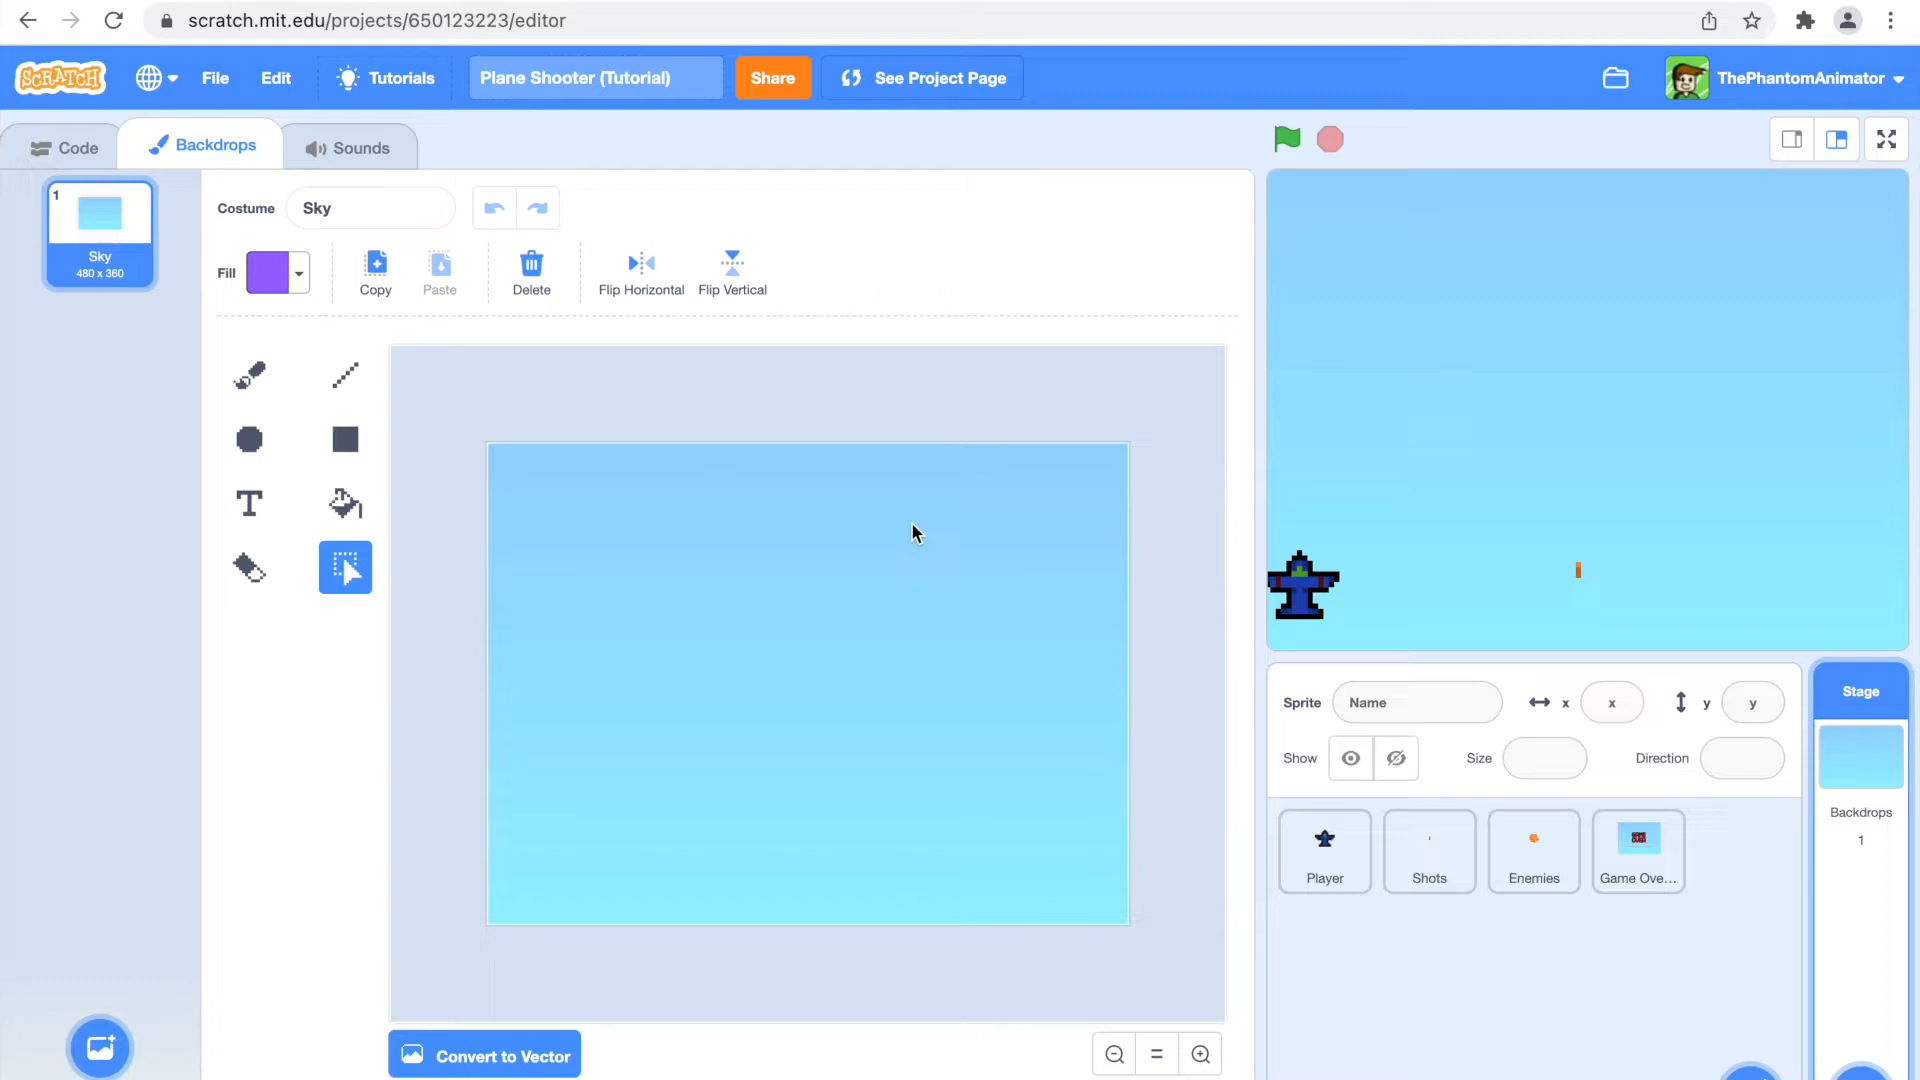 scratch.mit.edu/projects/650123223/editor
SCRATCH File Edit Tutorials Plane Shooter (Tutorial) Share See Project Page ThePhantomAnimator
Code Backdrops Sounds
1
Sky
480 x 360
Costume Sky
Fill Copy Paste Delete Flip Horizontal Flip Vertical
T
Convert to Vector
Sprite Name x x y y
Show Size Direction
Player Shots Enemies Game Ove...
Stage
Backdrops
1